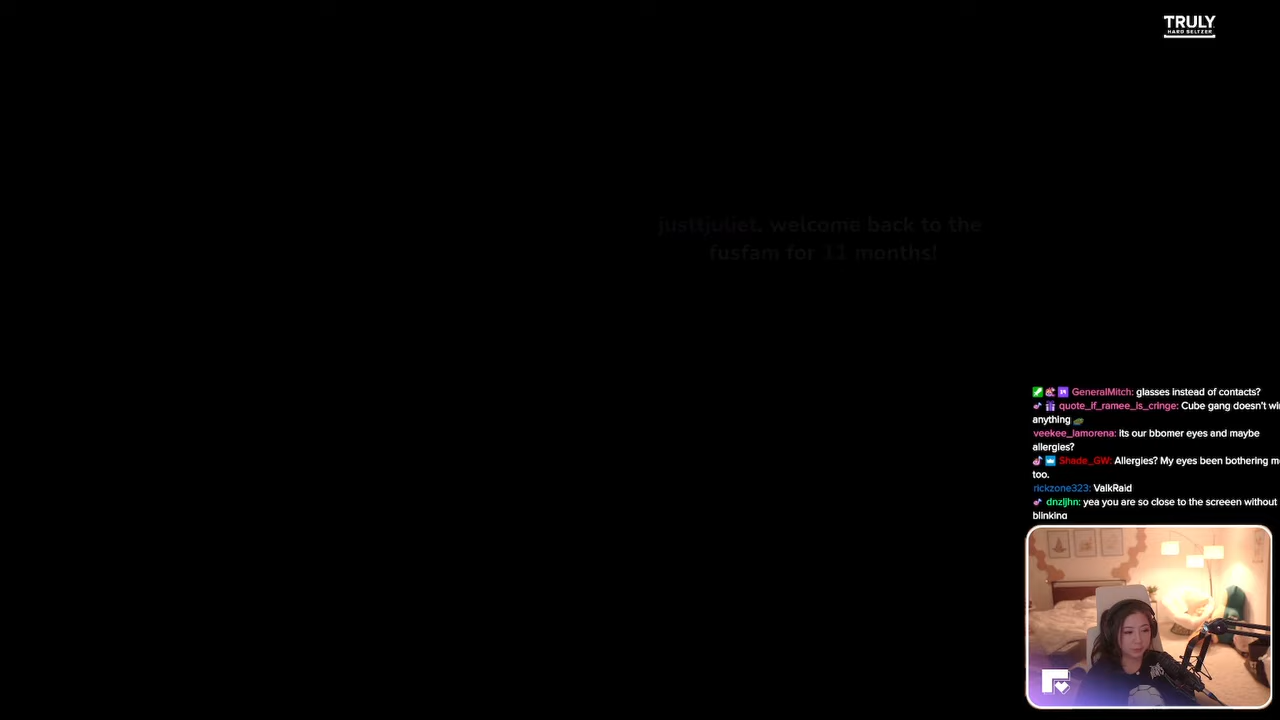 TRULY
HARD SELTZER
justtjuliet, welcome back to the
fusfam for 11 months!
GeneralMitch: glasses instead of contacts?
quote_if_ramee_is_cringe: Cube gang doesn't wi
anything
veekee_lamorena: its our bbomer eyes and maybe
allergies?
Shade_GW: Allergies? My eyes been bothering m
too.
rickzone323: ValkRaid
dnzljhn: yea you are so close to the screeen without
blinking